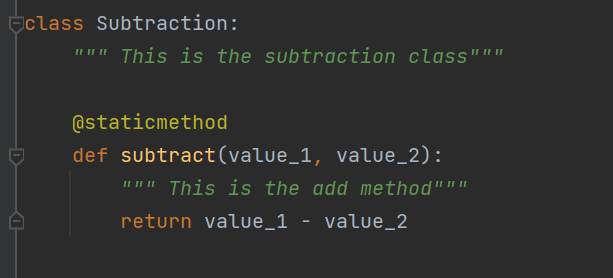 class Subtraction:
    """ This is the subtraction class"""
    @staticmethod
    def subtract(value_1, value_2):
        """ This is the add method"""
        return value_1 - value_2